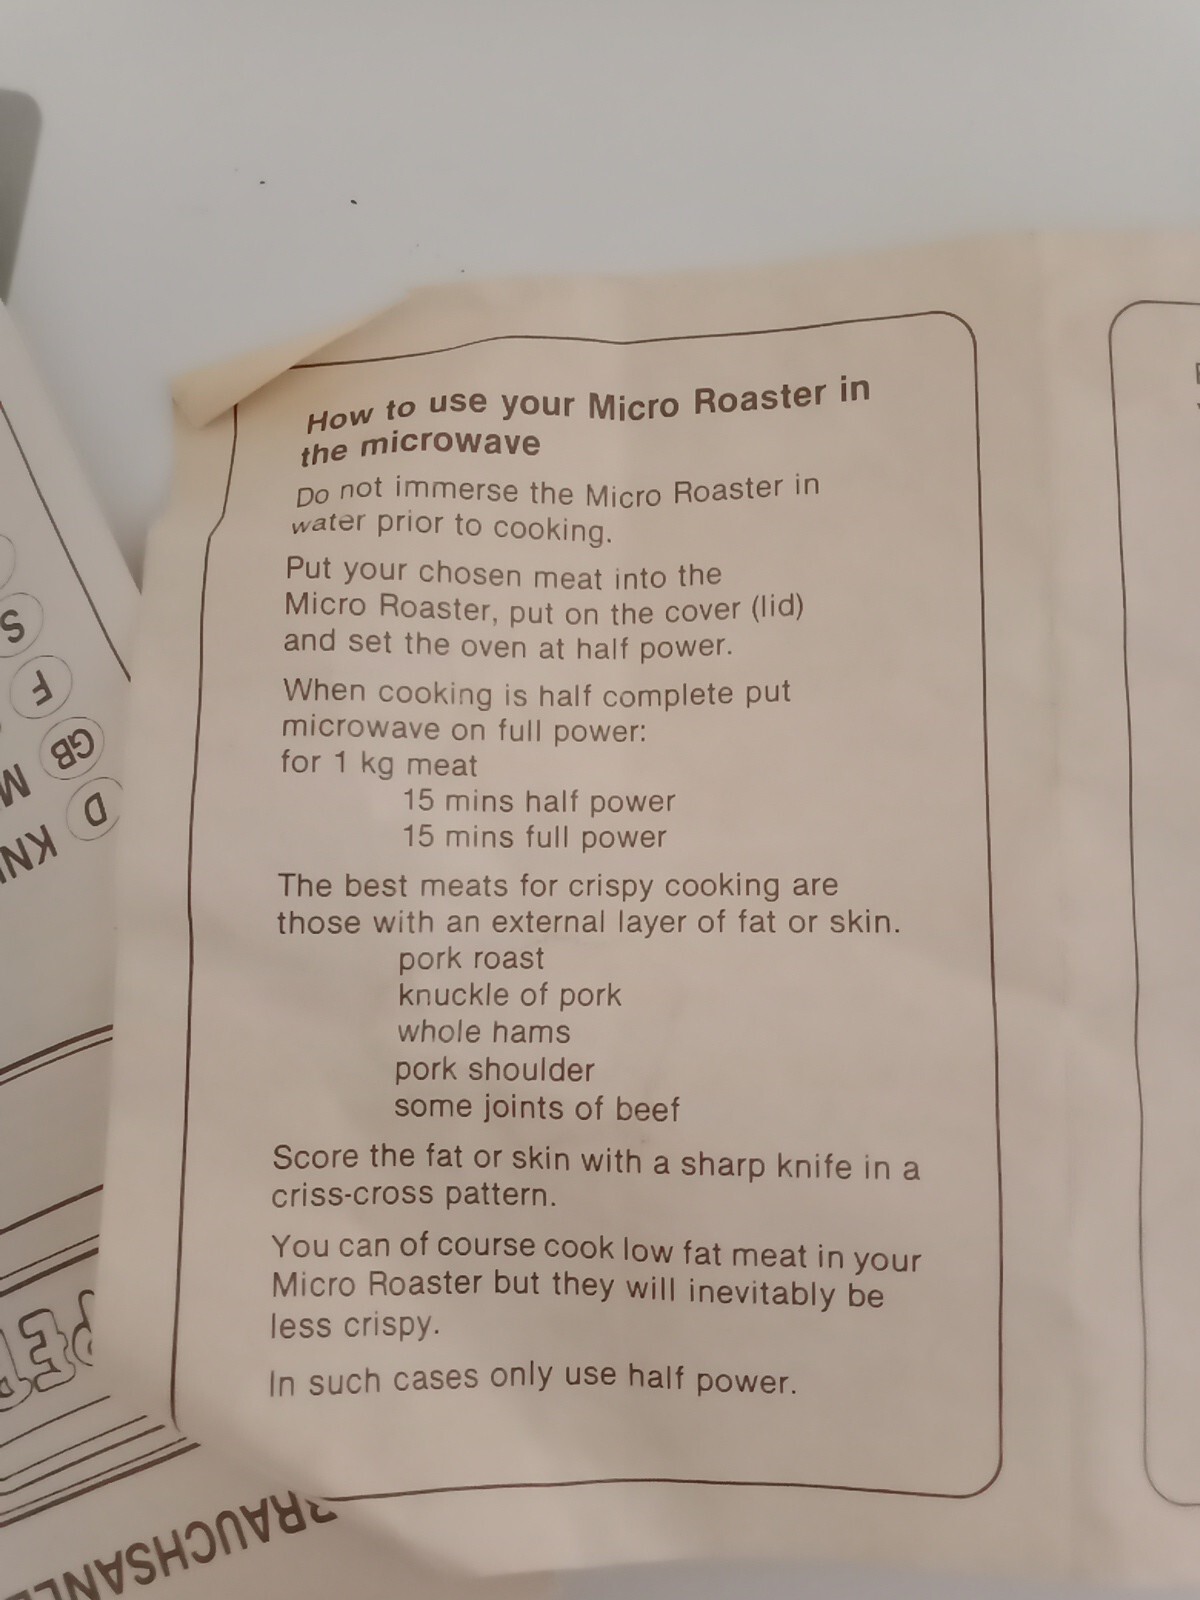 How to use your Micro Roaster in
the microwave
Do not immerse the Micro Roaster in
water prior to cooking.
Put your chosen meat into the
Micro Roaster, put on the cover (lid)
and set the oven at half power.
When cooking is half complete put
microwave on full power:
for 1 kg meat
15 mins half power
15 mins full power
The best meats for crispy cooking are
those with an external layer of fat or skin.
pork roast
knuckle of pork
whole hams
pork shoulder
some joints of beef
Score the fat or skin with a sharp knife in a
criss-cross pattern.
You can of course cook low fat meat in your
Micro Roaster but they will inevitably be
less crispy.
In such cases only use half power.
S
F
GB M
D KN